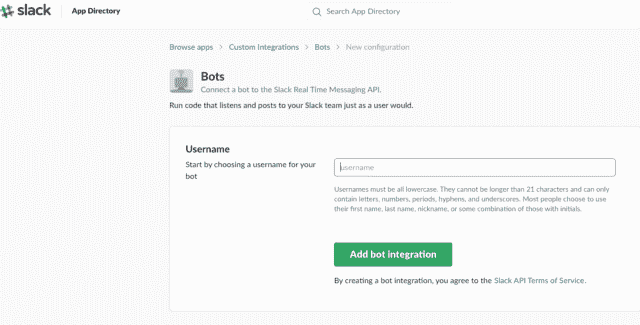 slack App Directory Search App Directory
Browse apps > Custom Integrations > Bots > New configuration
Bots
Connect a bot to the Slack Real Time Messaging API.
Run code that listens and posts to your Slack team just as a user would.
Username
Start by choosing a username for your
bot
username
Usernames must be all lowercase. They cannot be longer than 21 characters and can only
contain letters, numbers, periods, hyphens, and underscores. Most people choose to use
their first name, last name, nickname, or some combination of those with initials.
Add bot integration
By creating a bot integration, you agree to the Slack API Terms of Service.